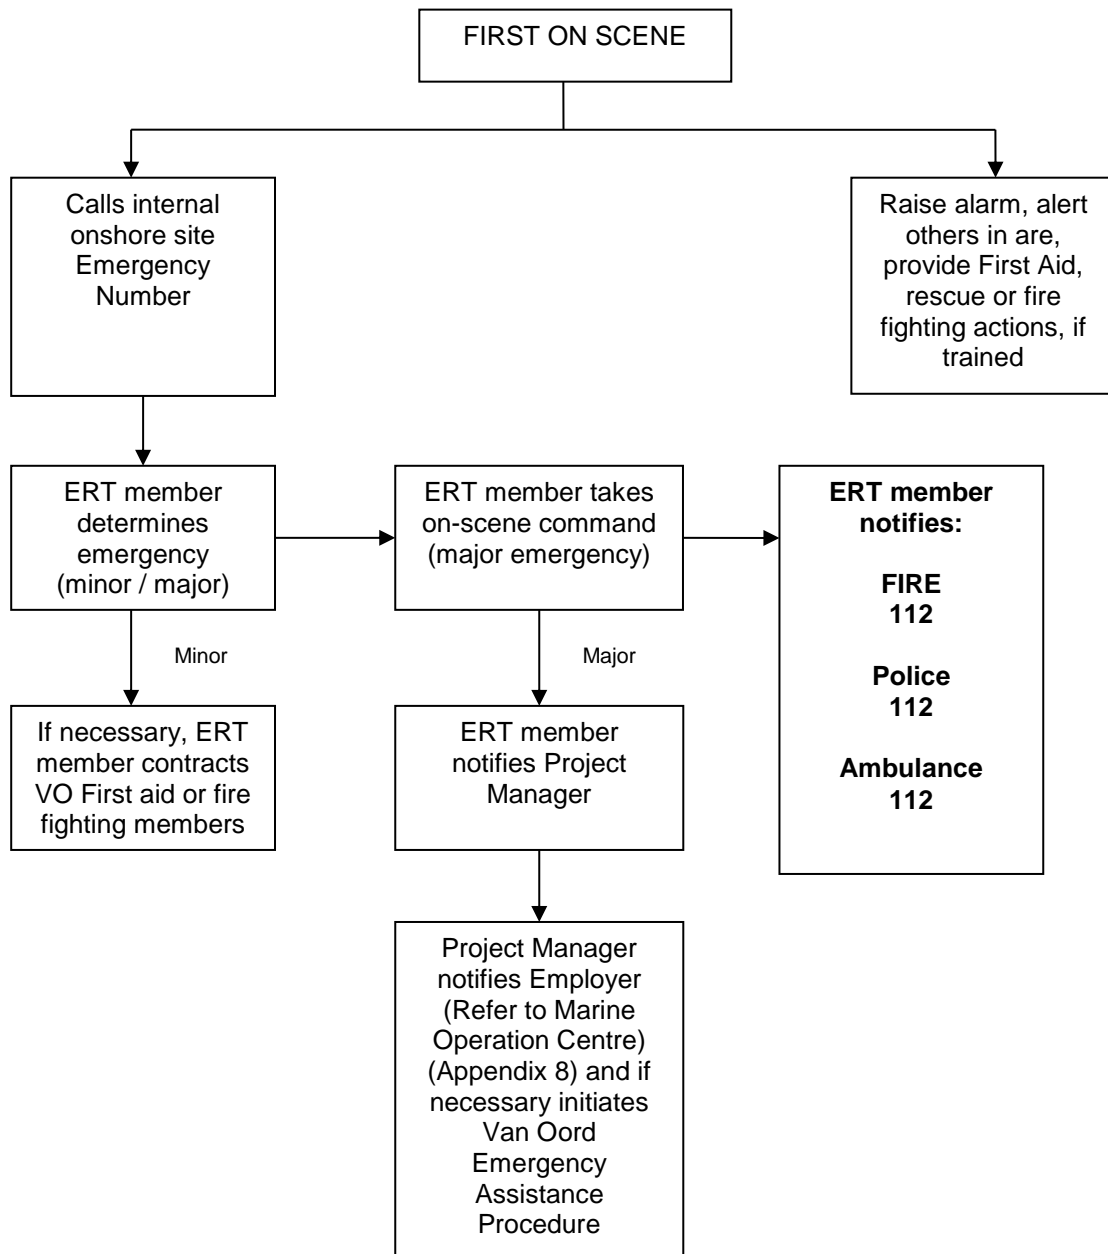 FIRST ON SCENE
Calls internal
onshore site
Emergency
Number
Raise alarm, alert
others in are,
provide First Aid,
rescue or fire
fighting actions, if
trained
ERT member
determines
emergency
(minor / major)
ERT member takes
on-scene command
(major emergency)
ERT member
notifies:
FIRE
112
Police
112
Ambulance
112
Minor
Major
If necessary, ERT
member contracts
VO First aid or fire
fighting members
ERT member
notifies Project
Manager
Project Manager
notifies Employer
(Refer to Marine
Operation Centre)
(Appendix 8) and if
necessary initiates
Van Oord
Emergency
Assistance
Procedure